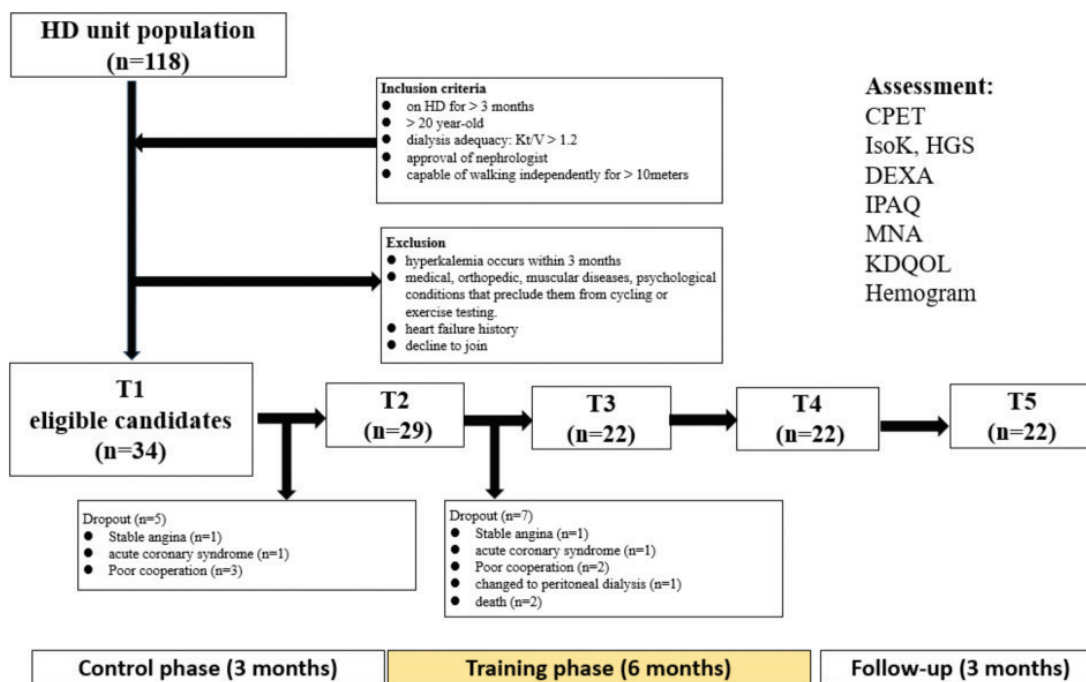 HD unit population
(n=118)
Inclusion criteria
● on HD for > 3 months
● > 20 year-old
● dialysis adequacy: Kt/V > 1.2
● approval of nephrologist
● capable of walking independently for > 10meters
Assessment:
CPET
IsoK, HGS
DEXA
IPAQ
MNA
KDQOL
Hemogram
Exclusion
● hyperkalemia occurs within 3 months
● medical, orthopedic, muscular diseases, psychological
conditions that preclude them from cycling or
exercise testing.
● heart failure history
● decline to join
T1
eligible candidates
(n=34)
T2
(n=29)
T3
(n=22)
T4
(n=22)
T5
(n=22)
Dropout (n=5)
● Stable angina (n=1)
● acute coronary syndrome (n=1)
● Poor cooperation (n=3)
Dropout (n=7)
● Stable angina (n=1)
● acute coronary syndrome (n=1)
● Poor cooperation (n=2)
● changed to peritoneal dialysis (n=1)
● death (n=2)
Control phase (3 months)
Training phase (6 months)
Follow-up (3 months)